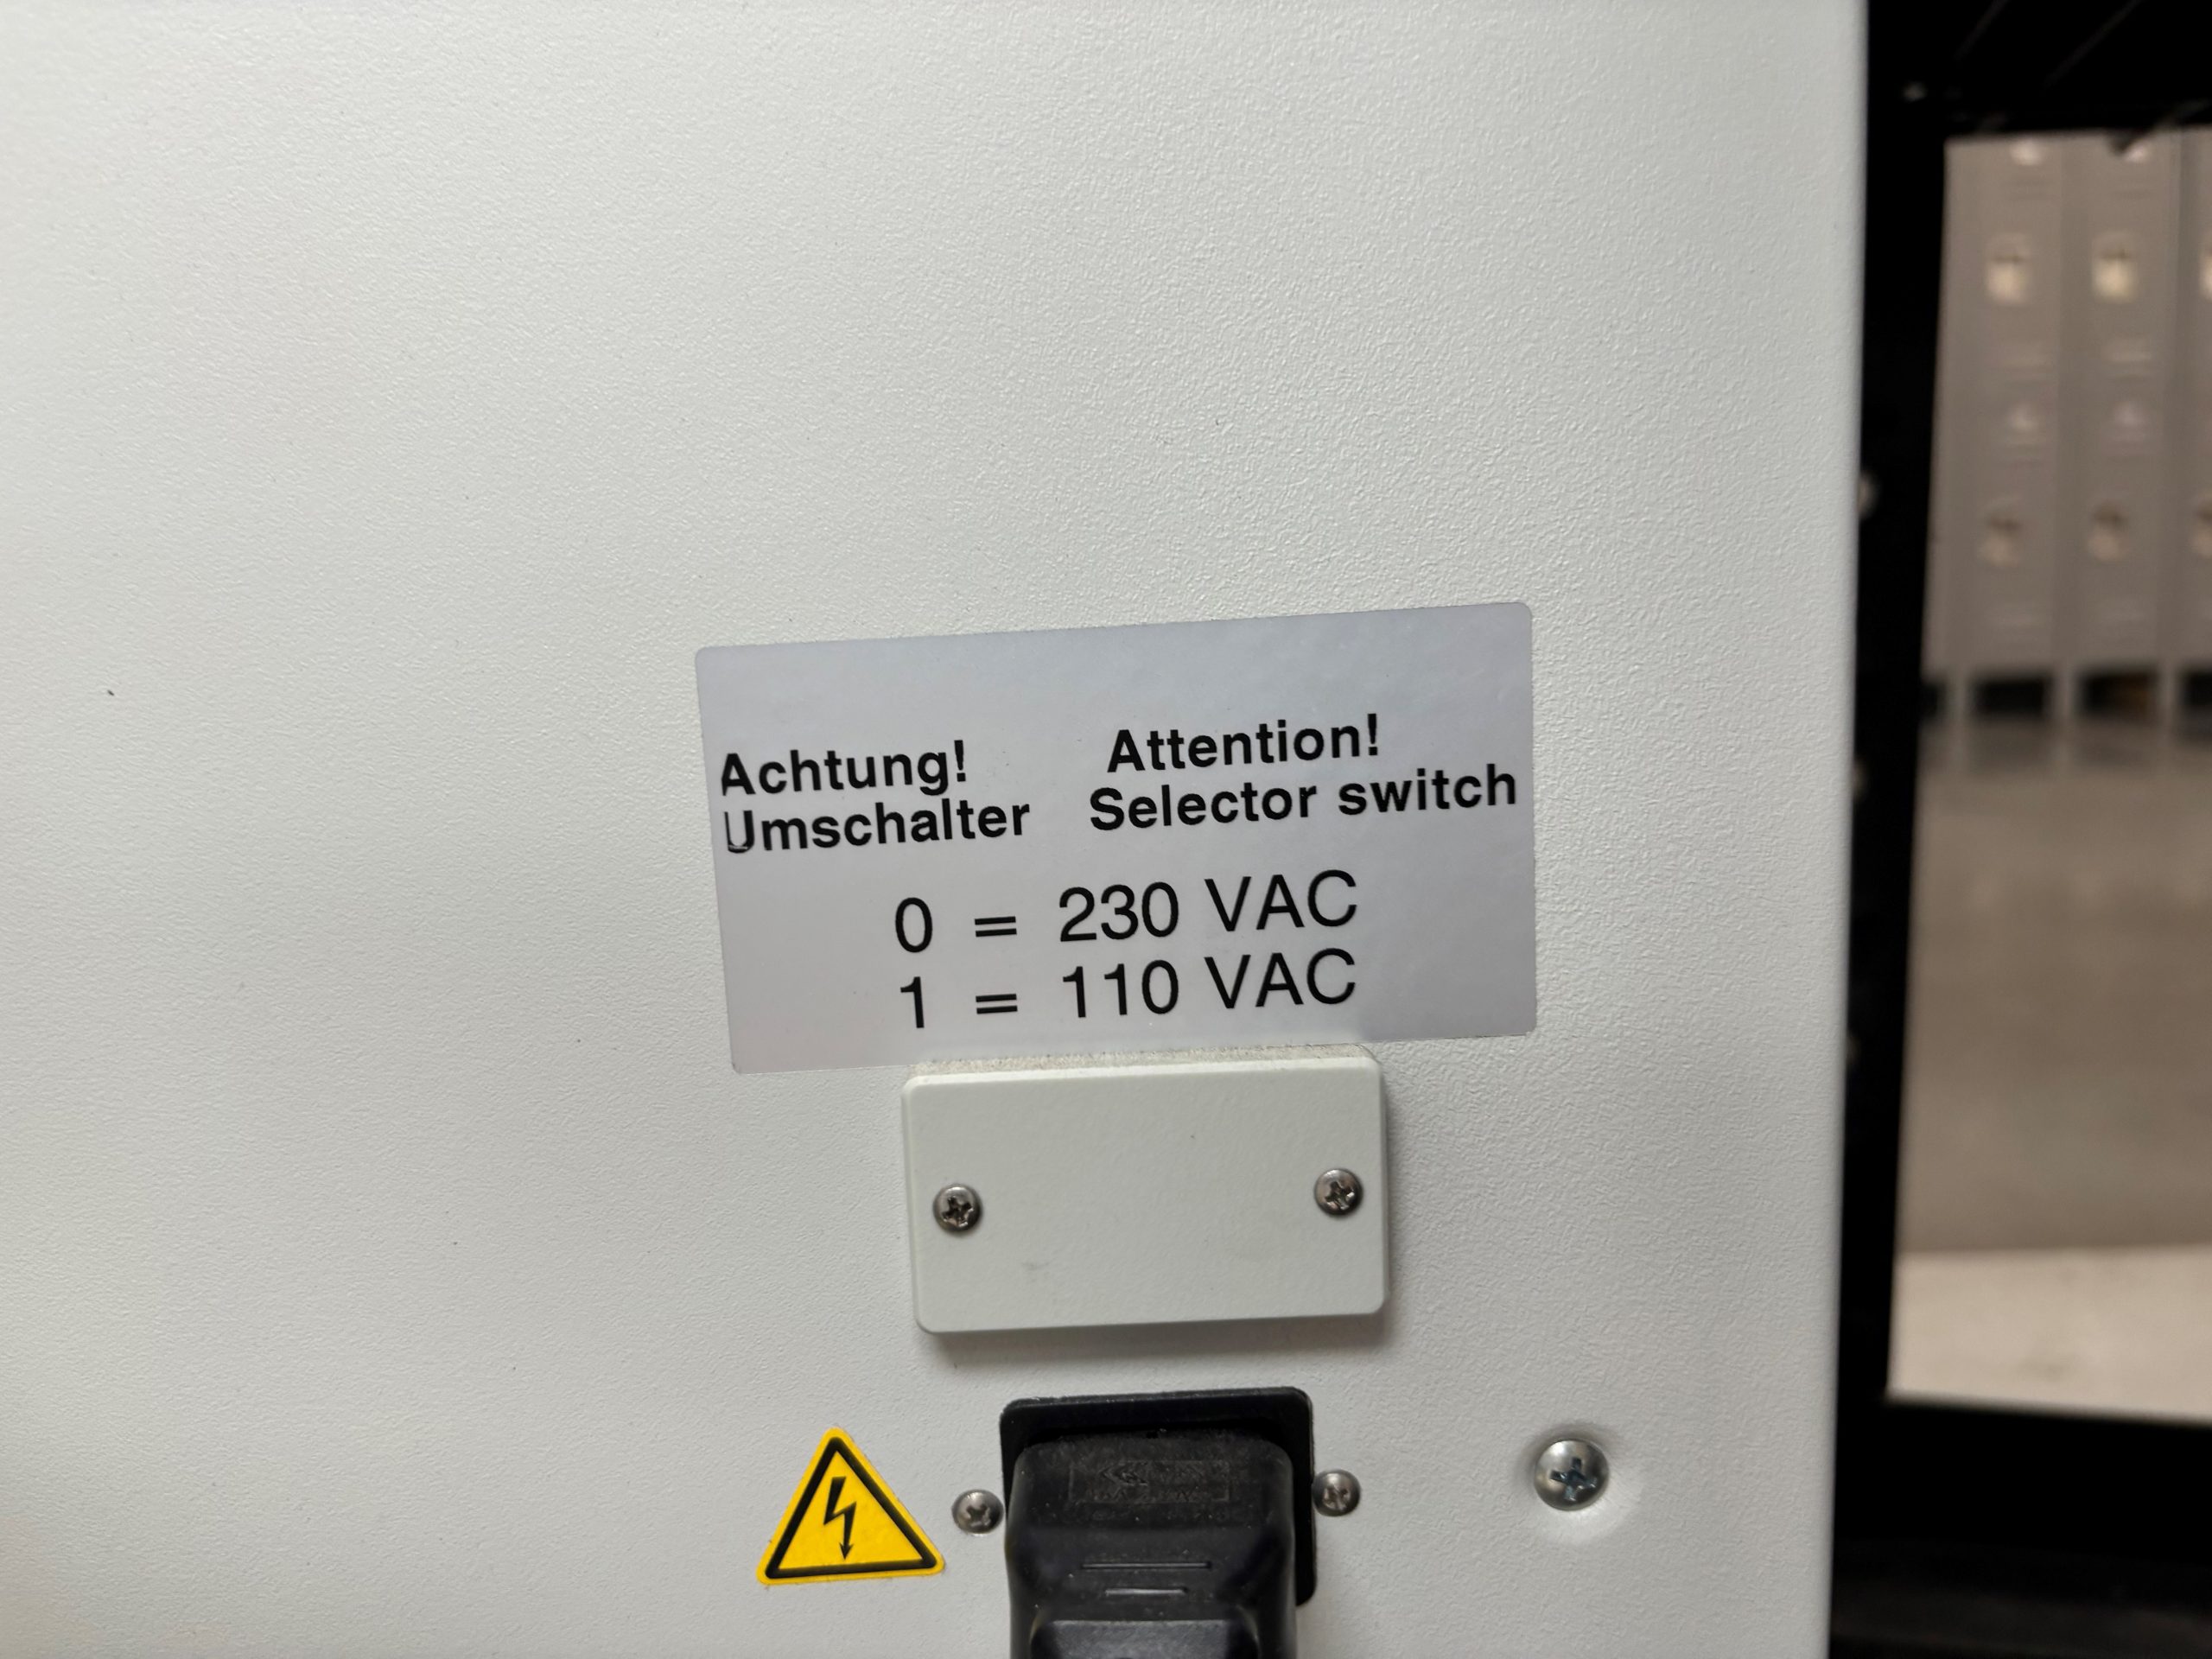 Achtung! Attention!
Umschalter Selector switch
0 = 230 VAC
1 = 110 VAC